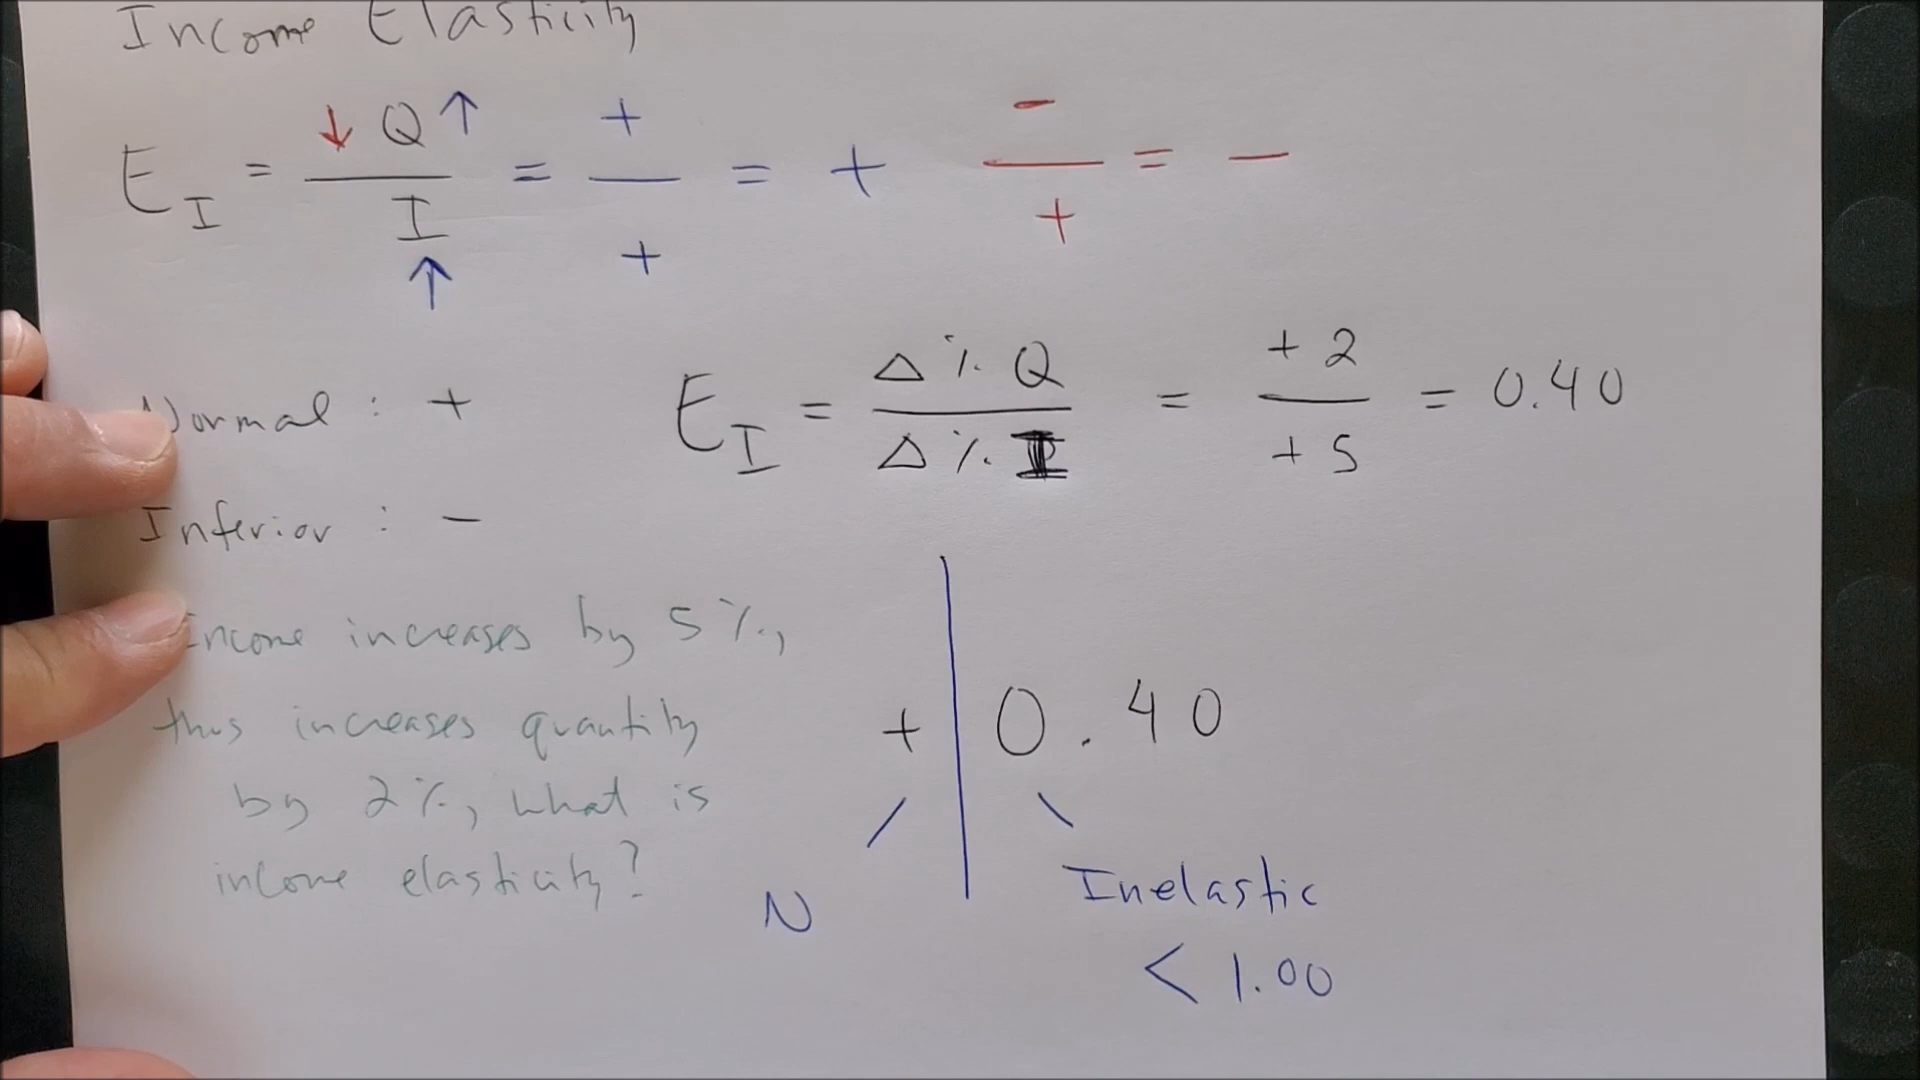 Income Elasticity
E_I = ↓ Q ↑ / I ↑ = + / + = +   - / + = -
Normal : +
E_I = Δ % Q / Δ % I = + 2 / + 5 = 0.40
Inferior : -
Income increases by 5 %,
thus increases quantity
by 2 %, what is
income elasticity?
+ | 0.40
N
Inelastic
< 1.00